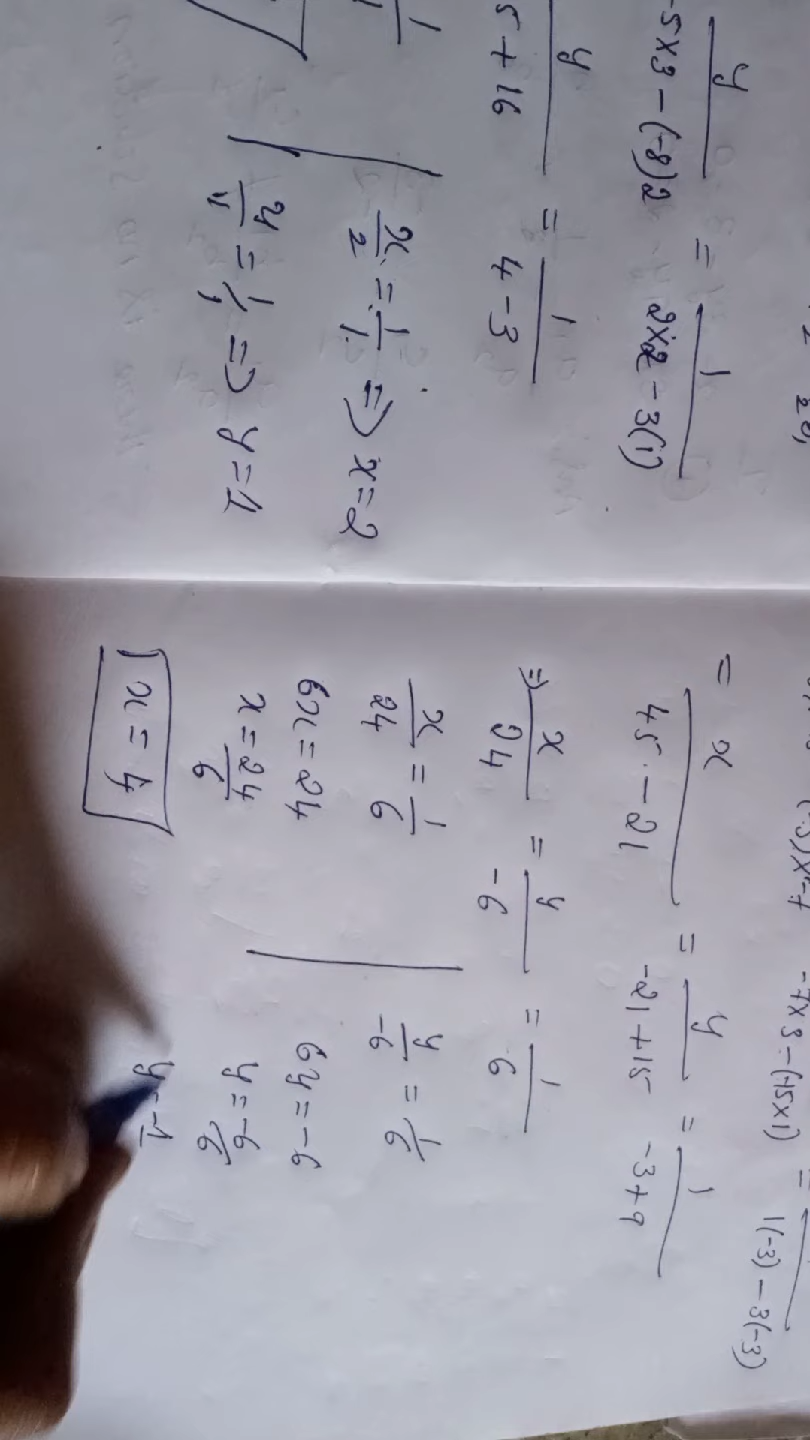 y/(-5×3-(-8)2) = 1/(2×2-3(1))
y/(5+16) = 1/(4-3)
x/2 = 1/1 => x=2
y/1 = 1/1 => y=1
-7×3-(-15×1) = 1(-3)-3(-3)
= x/(45-21) = y/(-21+15) = 1/(-3+9)
=> x/24 = y/-6 = 1/6
x/24 = 1/6 | y/-6 = 1/6
6x=24 6y=-6
x=24/6 y=-6/6
x=4 y=-1